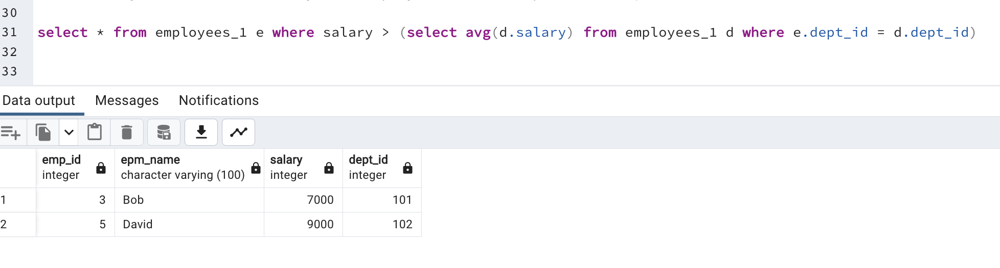 30
31 select * from employees_1 e where salary > (select avg(d.salary) from employees_1 d where e.dept_id = d.dept_id)
32
33
Data output Messages Notifications
emp_id epm_name salary dept_id
integer character varying (100) integer integer
1 3 Bob 7000 101
2 5 David 9000 102